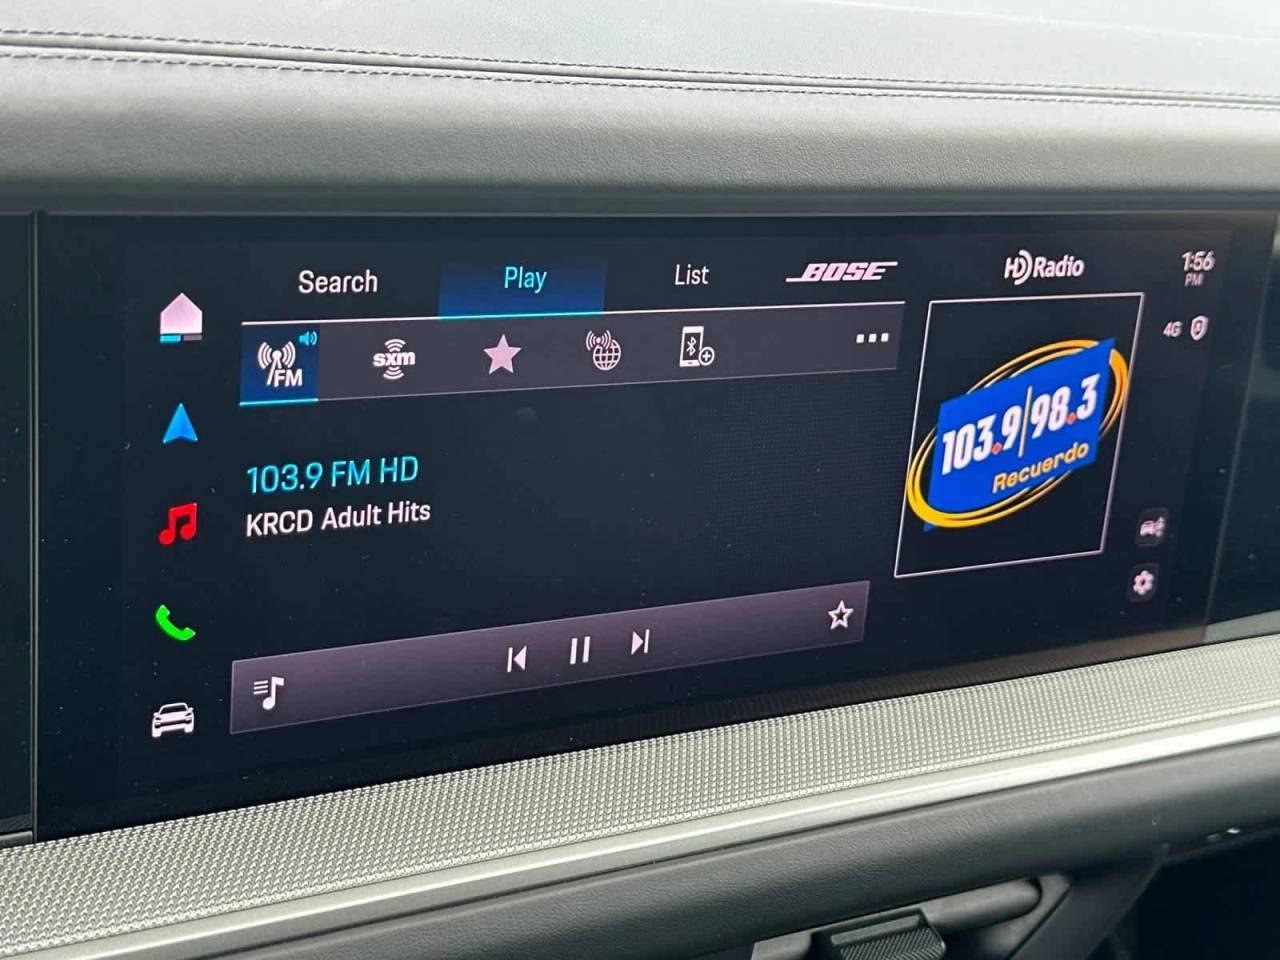 Search
Play
List
BOSE
HD Radio
1:56
PM
FM
sxm
4G
103.9 98.3
Recuerdo
103.9 FM HD
KRCD Adult Hits